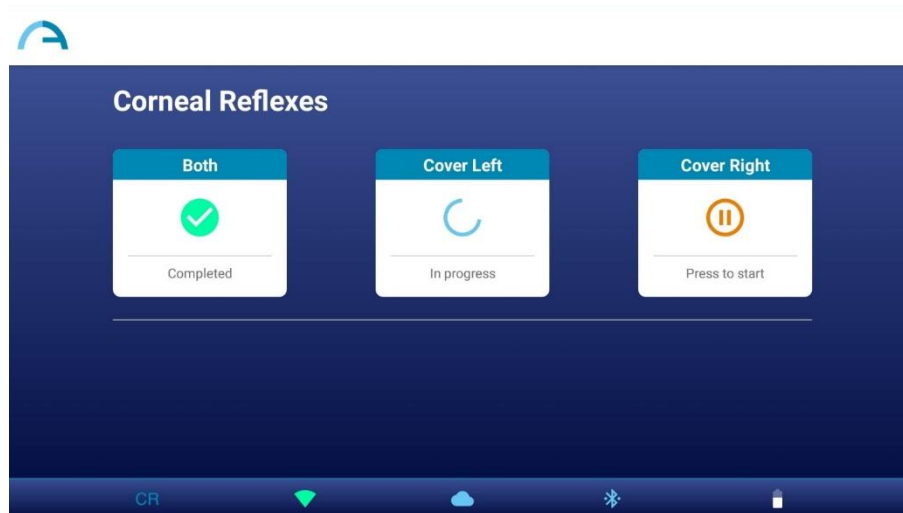 Corneal Reflexes
Both
Cover Left
Cover Right
Completed
In progress
Press to start
CR